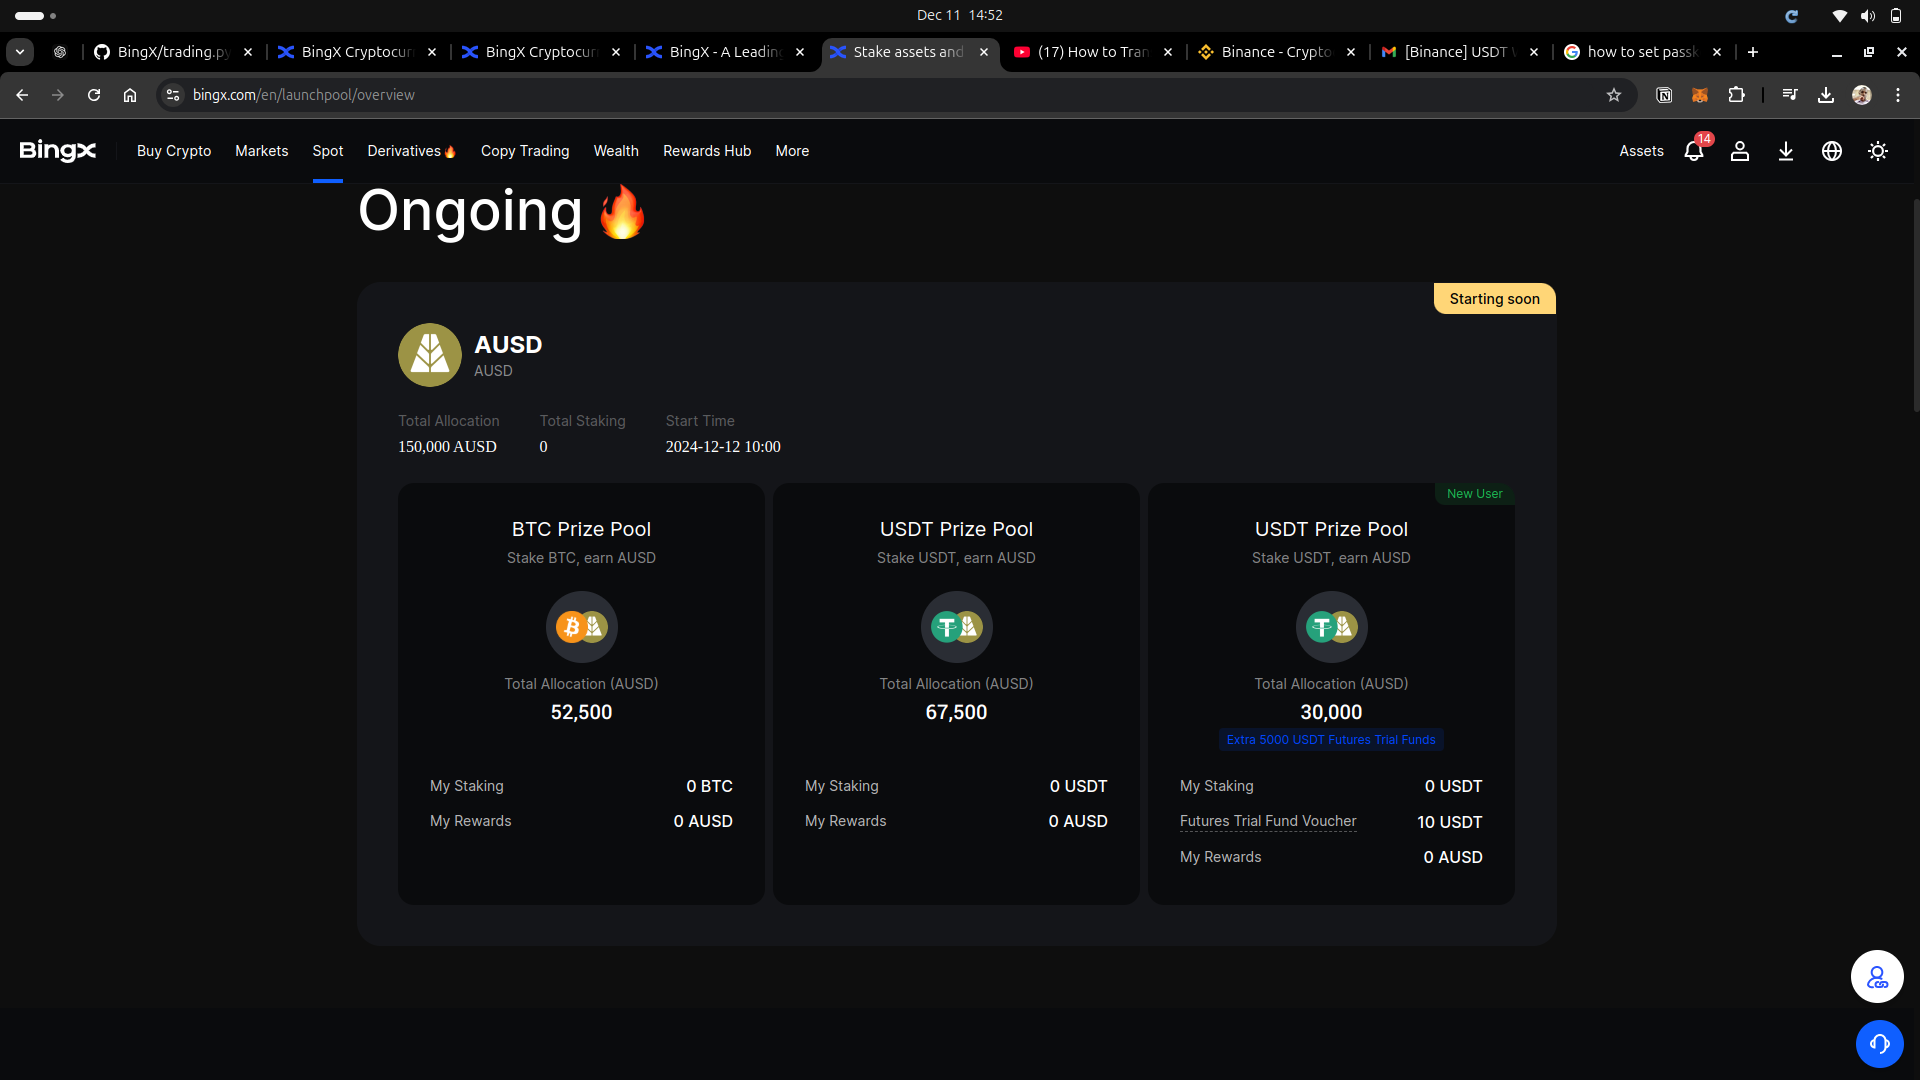 Dec 11 14:52
BingX/trading.py
BingX Cryptocur
BingX Cryptocur
BingX - A Leading
Stake assets and
(17) How to Tran
Binance - Crypto
[Binance] USDT
how to set passk
bingx.com/en/launchpool/overview
BingX
Buy Crypto
Markets
Spot
Derivatives
Copy Trading
Wealth
Rewards Hub
More
Assets
14
Ongoing
Starting soon
AUSD
AUSD
Total Allocation
150,000 AUSD
Total Staking
0
Start Time
2024-12-12 10:00
BTC Prize Pool
Stake BTC, earn AUSD
Total Allocation (AUSD)
52,500
My Staking 0 BTC
My Rewards 0 AUSD
USDT Prize Pool
Stake USDT, earn AUSD
Total Allocation (AUSD)
67,500
My Staking 0 USDT
My Rewards 0 AUSD
New User
USDT Prize Pool
Stake USDT, earn AUSD
Total Allocation (AUSD)
30,000
Extra 5000 USDT Futures Trial Funds
My Staking 0 USDT
Futures Trial Fund Voucher 10 USDT
My Rewards 0 AUSD